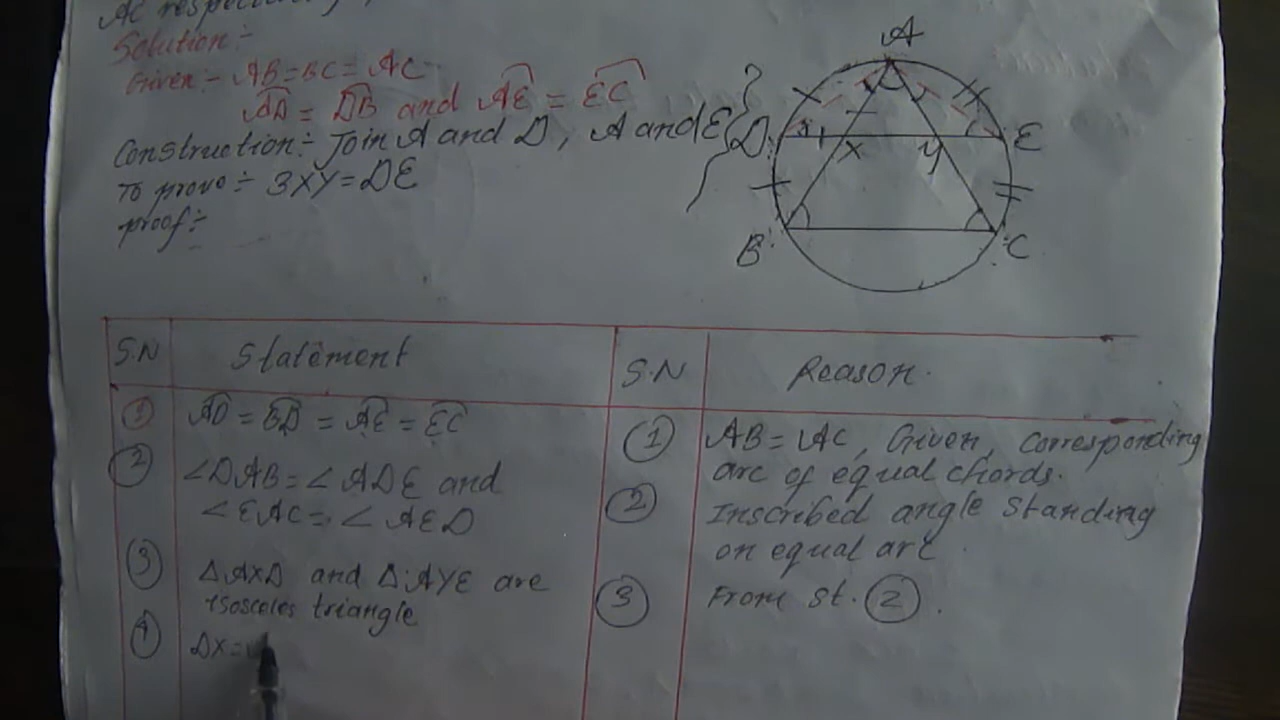 AC respectively,
Solution:-
Given:- AB = BC = AC
AD = DB and AE = EC
Construction:- Join A and D, A and E
To prove:- 3XY = DE
proof:-
A
D
E
X
Y
B
C
S.N Statement S.N Reason.
① AD = BD = AE = EC
② ∠DAB = ∠ADE and
∠EAC = ∠AED
③ ΔAXD and ΔAYE are
isosceles triangle
④ DX =
① AB = AC, Given, corresponding
arc of equal chords.
② Inscribed angle standing
on equal arc.
③ From st. ②.